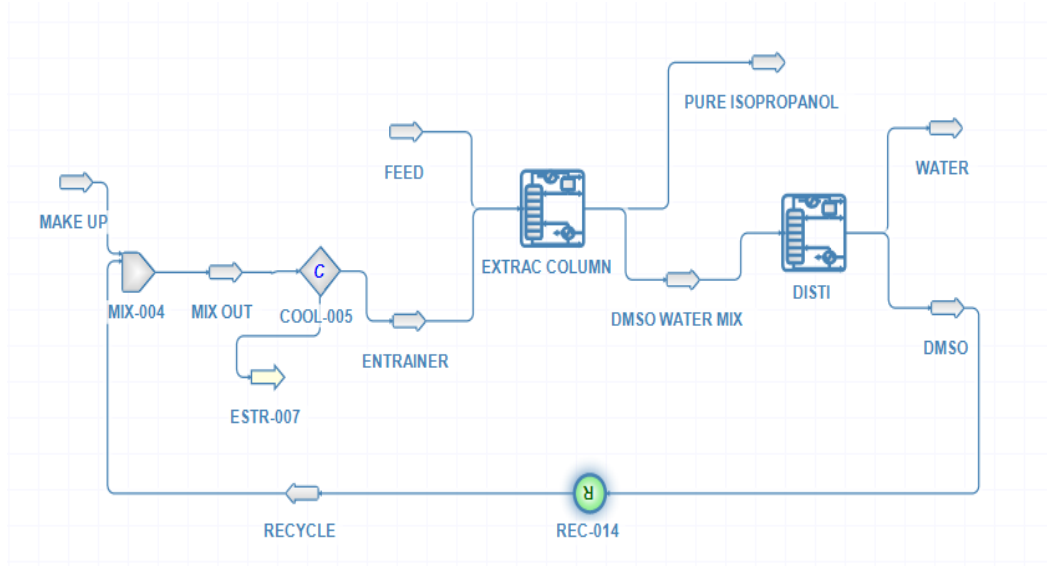 PURE ISOPROPANOL
FEED
WATER
MAKE UP
EXTRAC COLUMN
DISTI
C
MIX-004
MIX OUT
COOL-005
DMSO WATER MIX
ENTRAINER
DMSO
ESTR-007
R
RECYCLE
REC-014